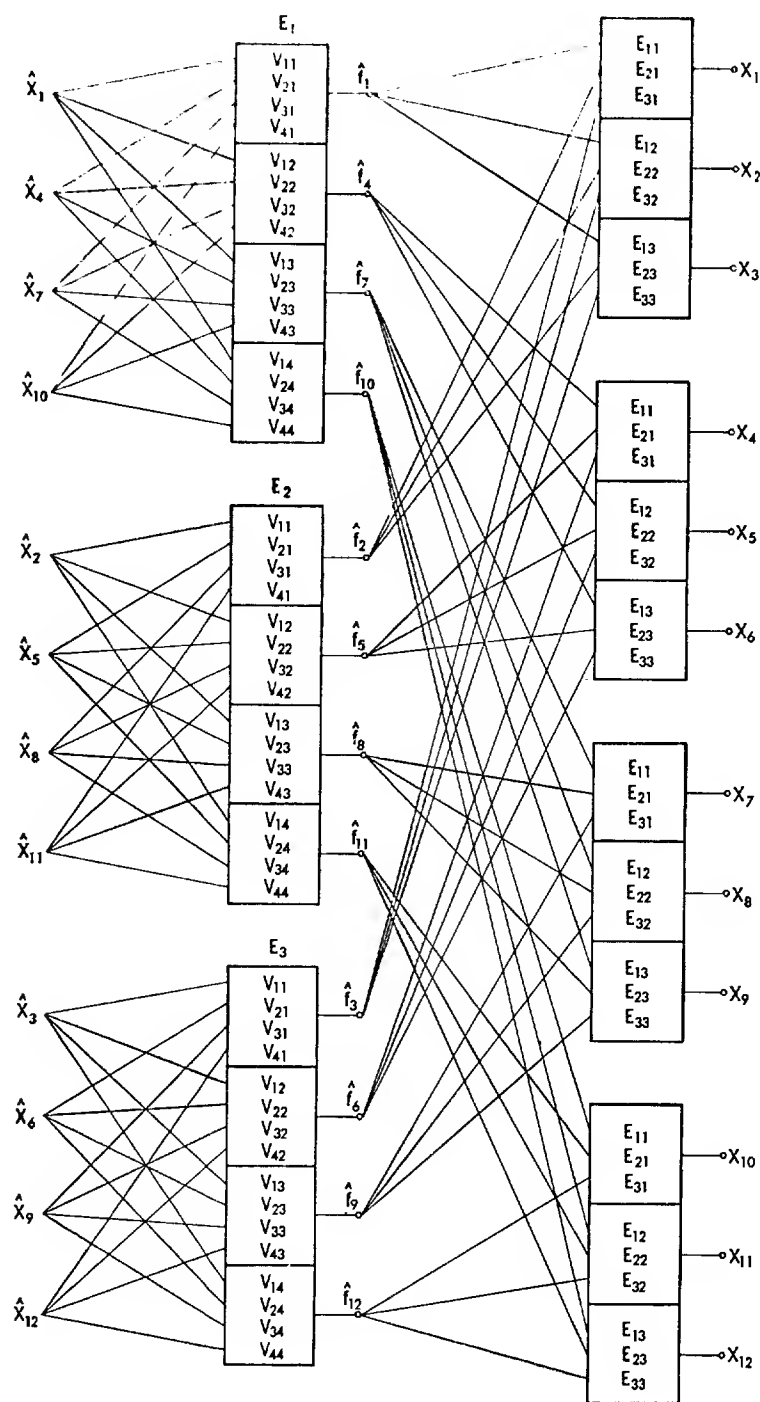 E₁
X̂₁
V₁₁
V₂₁
V₃₁
V₄₁
f̂₁
X̂₄
V₁₂
V₂₂
V₃₂
V₄₂
f̂₄
X̂₇
V₁₃
V₂₃
V₃₃
V₄₃
f̂₇
X̂₁₀
V₁₄
V₂₄
V₃₄
V₄₄
f̂₁₀
E₂
X̂₂
V₁₁
V₂₁
V₃₁
V₄₁
f̂₂
X̂₅
V₁₂
V₂₂
V₃₂
V₄₂
f̂₅
X̂₈
V₁₃
V₂₃
V₃₃
V₄₃
f̂₈
X̂₁₁
V₁₄
V₂₄
V₃₄
V₄₄
f̂₁₁
E₃
X̂₃
V₁₁
V₂₁
V₃₁
V₄₁
f̂₃
X̂₆
V₁₂
V₂₂
V₃₂
V₄₂
f̂₆
X̂₉
V₁₃
V₂₃
V₃₃
V₄₃
f̂₉
X̂₁₂
V₁₄
V₂₄
V₃₄
V₄₄
f̂₁₂
E₁₁
E₂₁
E₃₁
X₁
E₁₂
E₂₂
E₃₂
X₂
E₁₃
E₂₃
E₃₃
X₃
E₁₁
E₂₁
E₃₁
X₄
E₁₂
E₂₂
E₃₂
X₅
E₁₃
E₂₃
E₃₃
X₆
E₁₁
E₂₁
E₃₁
X₇
E₁₂
E₂₂
E₃₂
X₈
E₁₃
E₂₃
E₃₃
X₉
E₁₁
E₂₁
E₃₁
X₁₀
E₁₂
E₂₂
E₃₂
X₁₁
E₁₃
E₂₃
E₃₃
X₁₂